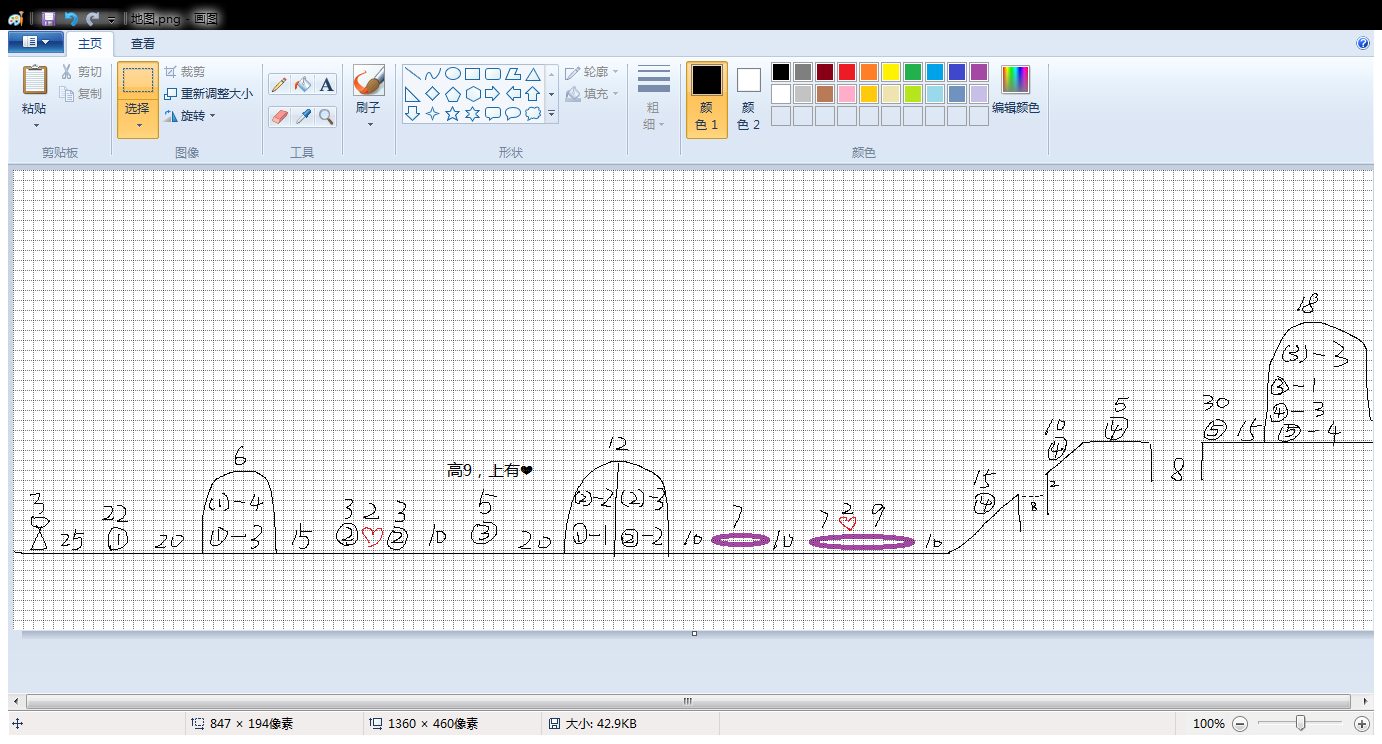 地图.png - 画图
主页 查看
粘贴 剪切 复制 剪贴板
选择 裁剪 重新调整大小 旋转 图像
A 工具
刷子
形状
轮廓 填充
粗细
颜色 1 颜色 2 编辑颜色 颜色
18
(3)-3
③-1
④-3
30 ⑤ 15 ⑤-4
5 ④
10 ④
8
2
8
15 ④
6
(1)-4
①-3
高9，上有❤
12
(2)-2 (2)-3
①-1 ②-2
3 25 22 ① 20
15 3 ② 2 3 ② 10 5 ③ 20
10 7 10 7 2 9 10
847 × 194像素 1360 × 460像素 大小: 42.9KB 100%